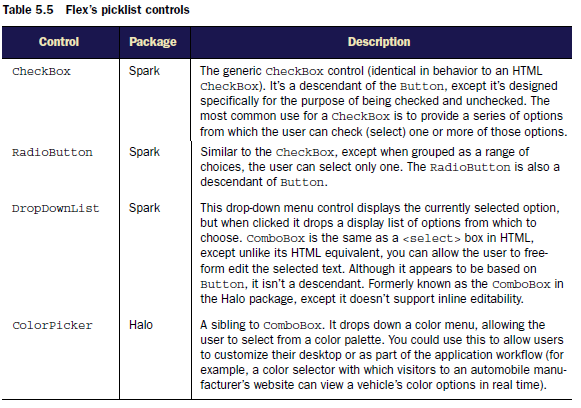 Table 5.5 Flex's picklist controls
Control Package Description
CheckBox Spark The generic CheckBox control (identical in behavior to an HTML
CheckBox). It's a descendant of the Button, except it's designed
specifically for the purpose of being checked and unchecked. The
most common use for a CheckBox is to provide a series of options
from which the user can check (select) one or more of those options.
RadioButton Spark Similar to the CheckBox, except when grouped as a range of
choices, the user can select only one. The RadioButton is also a
descendant of Button.
DropDownList Spark This drop-down menu control displays the currently selected option,
but when clicked it drops a display list of options from which to
choose. ComboBox is the same as a <select> box in HTML,
except unlike its HTML equivalent, you can allow the user to free-
form edit the selected text. Although it appears to be based on
Button, it isn't a descendant. Formerly known as the ComboBox in
the Halo package, except it doesn't support inline editability.
ColorPicker Halo A sibling to ComboBox. It drops down a color menu, allowing the
user to select from a color palette. You could use this to allow users
to customize their desktop or as part of the application workflow (for
example, a color selector with which visitors to an automobile manu-
facturer's website can view a vehicle's color options in real time).